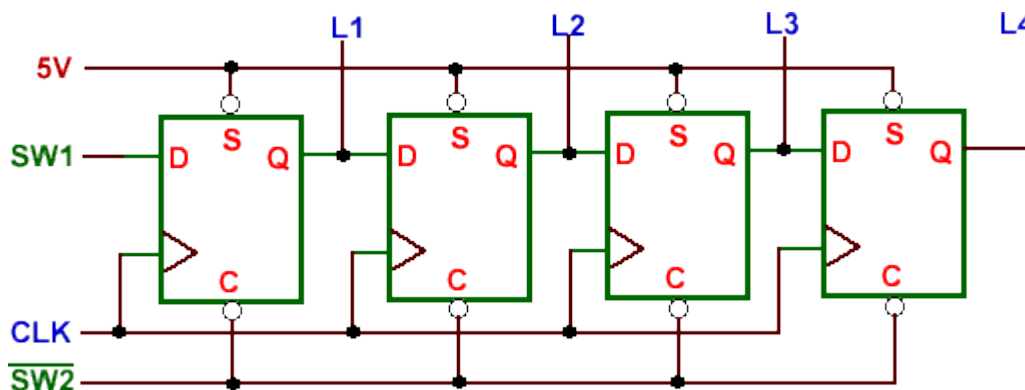 L1 L2 L3 L4
5V
S S S S
SW1 D Q D Q D Q D Q
C C C C
CLK
SW2